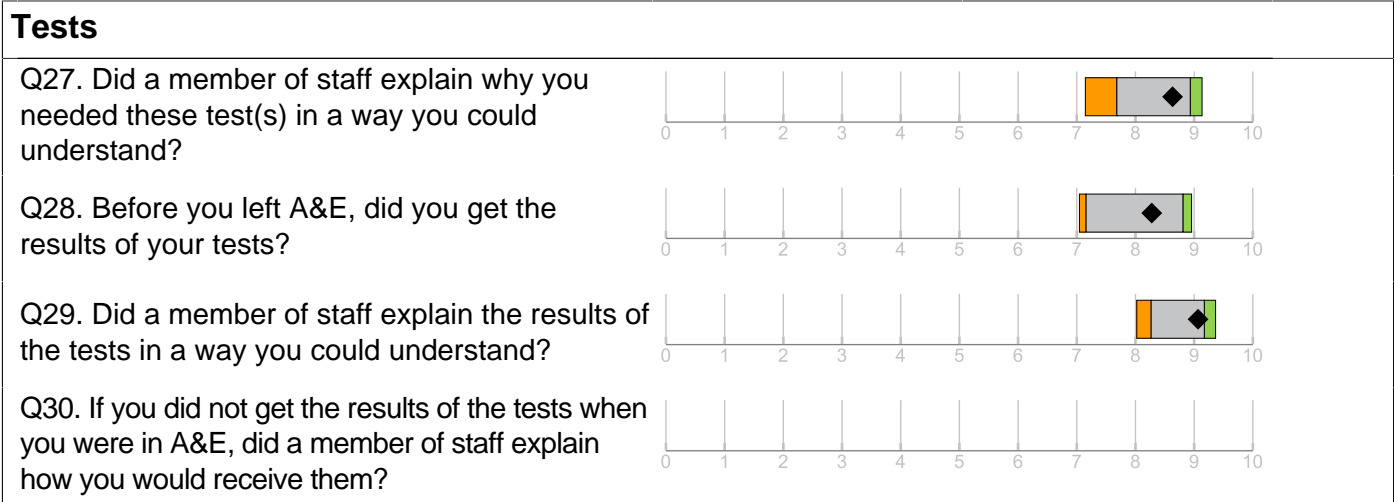 Tests
Q27. Did a member of staff explain why you
needed these test(s) in a way you could
understand?
0 1 2 3 4 5 6 7 8 9 10
Q28. Before you left A&E, did you get the
results of your tests?
0 1 2 3 4 5 6 7 8 9 10
Q29. Did a member of staff explain the results of
the tests in a way you could understand?
0 1 2 3 4 5 6 7 8 9 10
Q30. If you did not get the results of the tests when
you were in A&E, did a member of staff explain
how you would receive them?
0 1 2 3 4 5 6 7 8 9 10